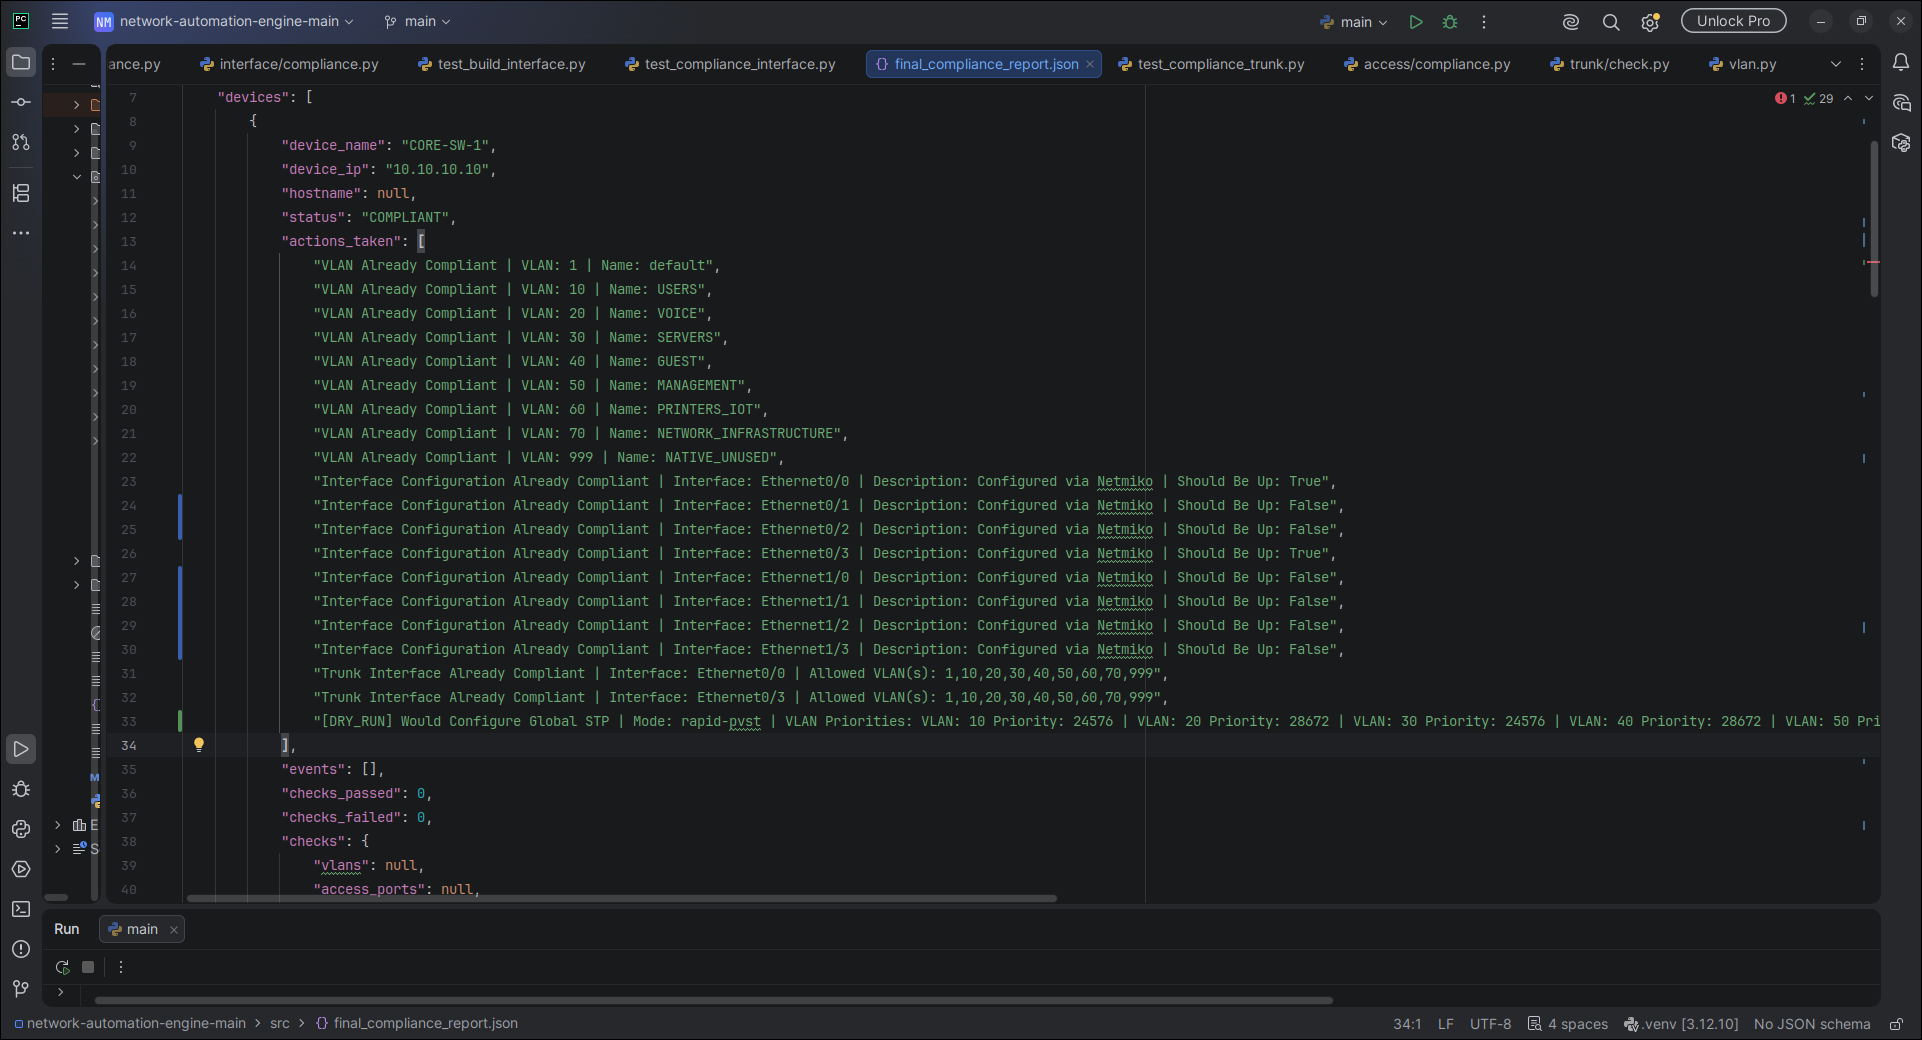 PC
NM network-automation-engine-main
main
main
Unlock Pro
ance.py
interface/compliance.py
test_build_interface.py
test_compliance_interface.py
{} final_compliance_report.json
test_compliance_trunk.py
access/compliance.py
trunk/check.py
vlan.py
1 29
7 "devices": [
8 {
9 "device_name": "CORE-SW-1",
10 "device_ip": "10.10.10.10",
11 "hostname": null,
12 "status": "COMPLIANT",
13 "actions_taken": [
14 "VLAN Already Compliant | VLAN: 1 | Name: default",
15 "VLAN Already Compliant | VLAN: 10 | Name: USERS",
16 "VLAN Already Compliant | VLAN: 20 | Name: VOICE",
17 "VLAN Already Compliant | VLAN: 30 | Name: SERVERS",
18 "VLAN Already Compliant | VLAN: 40 | Name: GUEST",
19 "VLAN Already Compliant | VLAN: 50 | Name: MANAGEMENT",
20 "VLAN Already Compliant | VLAN: 60 | Name: PRINTERS_IOT",
21 "VLAN Already Compliant | VLAN: 70 | Name: NETWORK_INFRASTRUCTURE",
22 "VLAN Already Compliant | VLAN: 999 | Name: NATIVE_UNUSED",
23 "Interface Configuration Already Compliant | Interface: Ethernet0/0 | Description: Configured via Netmiko | Should Be Up: True",
24 "Interface Configuration Already Compliant | Interface: Ethernet0/1 | Description: Configured via Netmiko | Should Be Up: False",
25 "Interface Configuration Already Compliant | Interface: Ethernet0/2 | Description: Configured via Netmiko | Should Be Up: False",
26 "Interface Configuration Already Compliant | Interface: Ethernet0/3 | Description: Configured via Netmiko | Should Be Up: True",
27 "Interface Configuration Already Compliant | Interface: Ethernet1/0 | Description: Configured via Netmiko | Should Be Up: False",
28 "Interface Configuration Already Compliant | Interface: Ethernet1/1 | Description: Configured via Netmiko | Should Be Up: False",
29 "Interface Configuration Already Compliant | Interface: Ethernet1/2 | Description: Configured via Netmiko | Should Be Up: False",
30 "Interface Configuration Already Compliant | Interface: Ethernet1/3 | Description: Configured via Netmiko | Should Be Up: False",
31 "Trunk Interface Already Compliant | Interface: Ethernet0/0 | Allowed VLAN(s): 1,10,20,30,40,50,60,70,999",
32 "Trunk Interface Already Compliant | Interface: Ethernet0/3 | Allowed VLAN(s): 1,10,20,30,40,50,60,70,999",
33 "[DRY_RUN] Would Configure Global STP | Mode: rapid-pvst | VLAN Priorities: VLAN: 10 Priority: 24576 | VLAN: 20 Priority: 28672 | VLAN: 30 Priority: 24576 | VLAN: 40 Priority: 28672 | VLAN: 50 Pri
34 ],
35 "events": [],
36 "checks_passed": 0,
37 "checks_failed": 0,
38 "checks": {
39 "vlans": null,
40 "access_ports": null,
M
E
S
Run
main
network-automation-engine-main > src > {} final_compliance_report.json
34:1 LF UTF-8 4 spaces .venv [3.12.10] No JSON schema